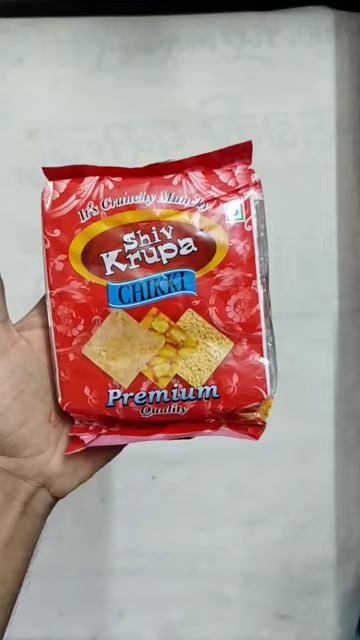 It's Crunchy Munchy
Shiv
Krupa
CHIKKI
Premium
Quality